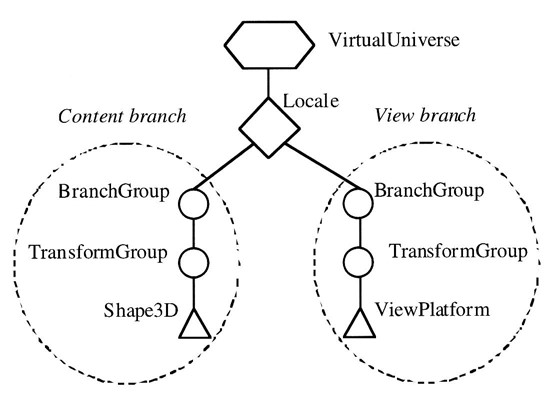 VirtualUniverse
Locale
Content branch
View branch
BranchGroup
BranchGroup
TransformGroup
TransformGroup
Shape3D
ViewPlatform